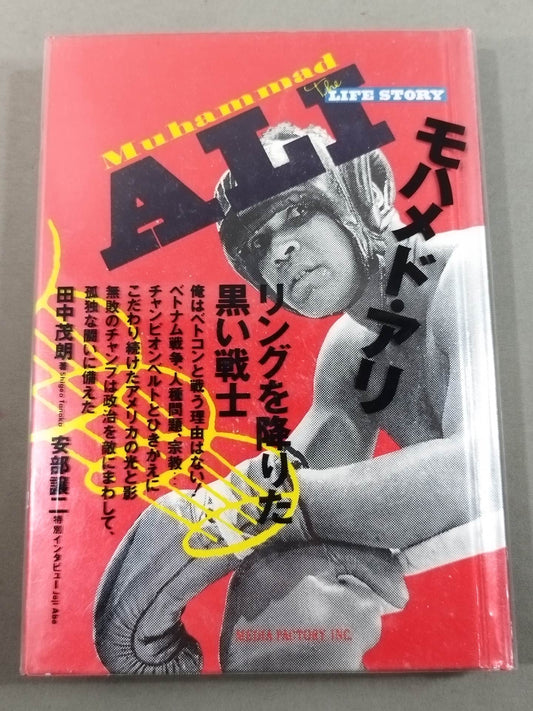 Muhammad
ALI
the
LIFE STORY
モハメド・アリ
リングを降りた
黒い戦士
俺はベトコンと戦う理由はない!
ベトナム戦争、人種問題、宗教…
チャンピオンベルトとひきかえに
こだわり続けたアメリカの光と影
無敗のチャンプは政治を敵にまわして、
孤独な闘いに備えた
田中茂朗 著 Shigeo Tanaka
安部譲二 特別インタビュー Joji Abe
MEDIA FACTORY, INC.